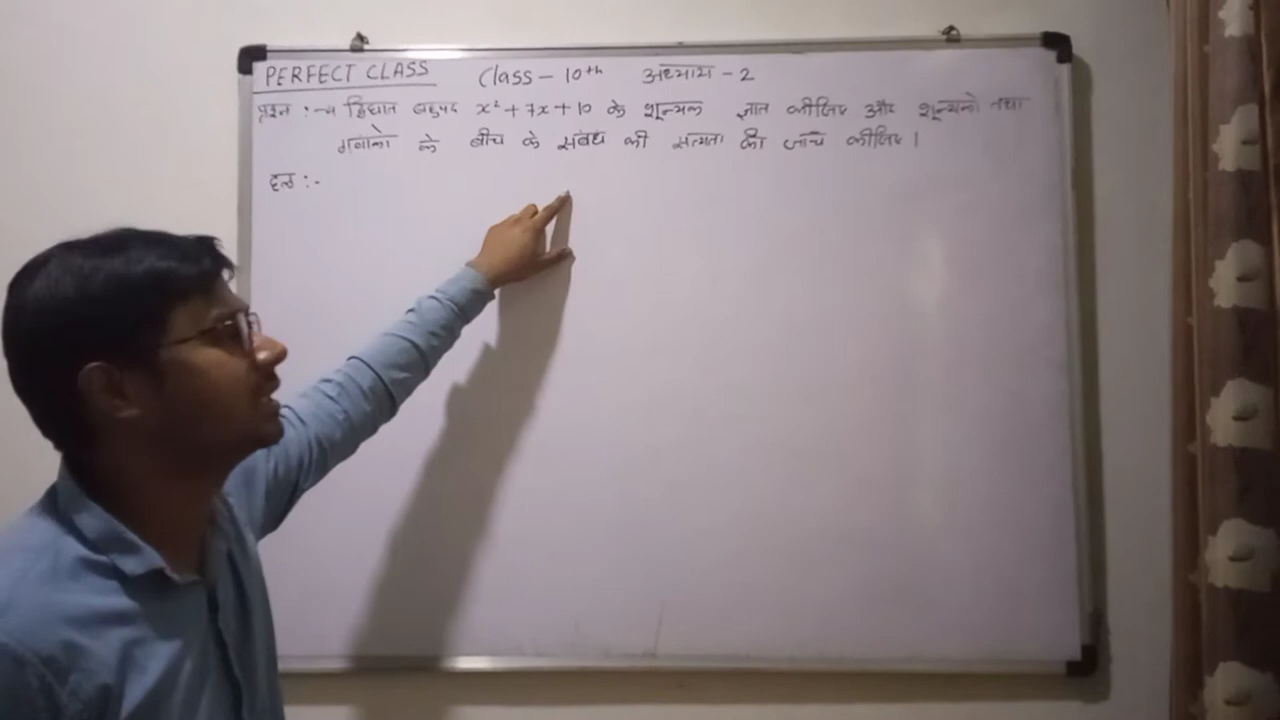 PERFECT CLASS Class - 10th अध्याय - 2
प्रश्न :-> द्विघात बहुपद x² + 7x + 10 के शून्यक ज्ञात कीजिए और शून्यको तथा
गुणांको के बीच के संबंध की सत्यता की जाँच कीजिए।
हल :-